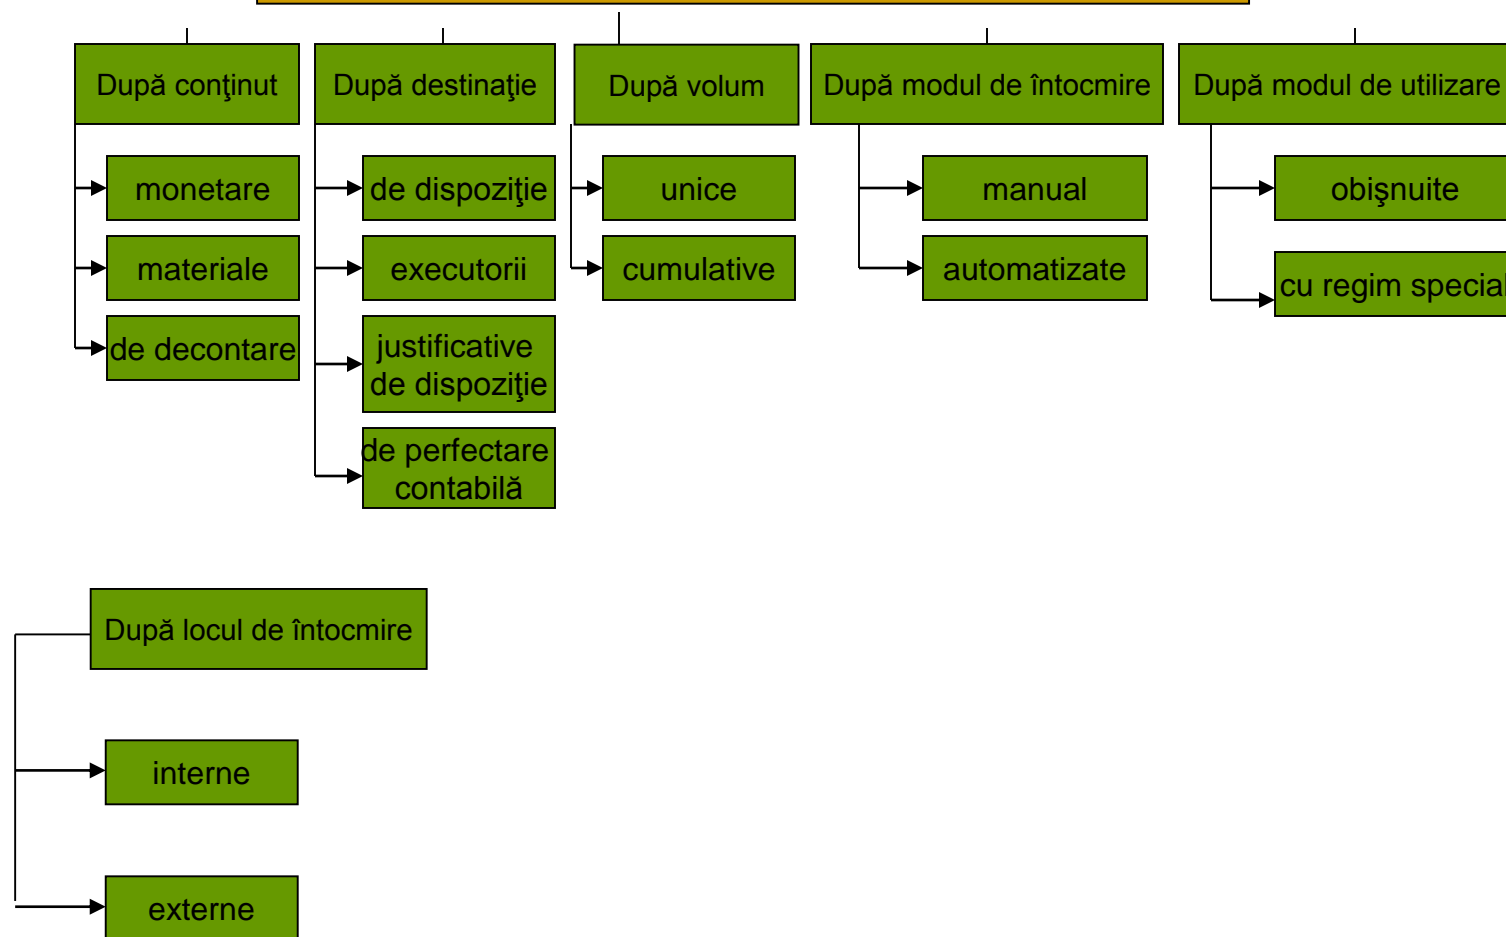 După conţinut
După destinaţie
După volum
După modul de întocmire
După modul de utilizare
monetare
de dispoziţie
unice
manual
obişnuite
materiale
executorii
cumulative
automatizate
cu regim special
de decontare
justificative
de dispoziţie
de perfectare
contabilă
După locul de întocmire
interne
externe